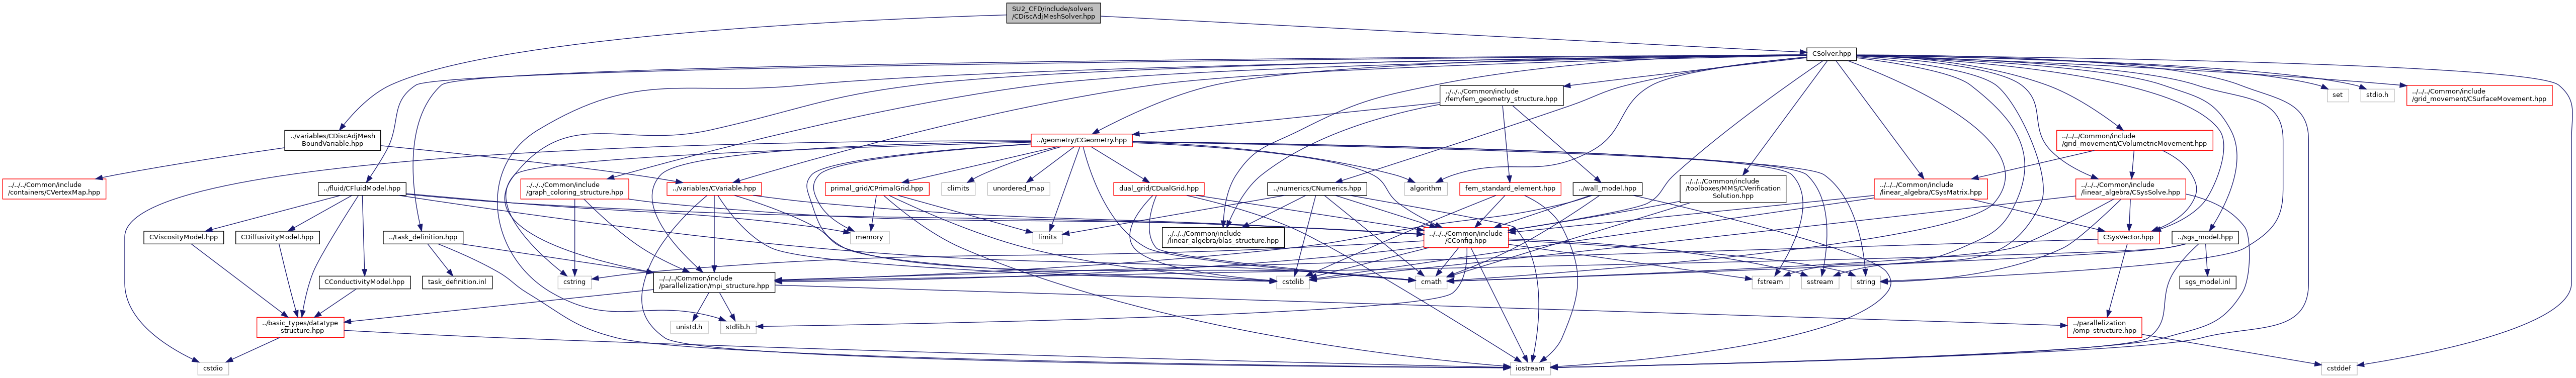 SU2_CFD/include/solvers
/CDiscAdjMeshSolver.hpp
CSolver.hpp
../../../Common/include
/fem/fem_geometry_structure.hpp
set
stdio.h
../../../Common/include
/grid_movement/CSurfaceMovement.hpp
../variables/CDiscAdjMesh
BoundVariable.hpp
../geometry/CGeometry.hpp
../../../Common/include
/grid_movement/CVolumetricMovement.hpp
../../../Common/include
/containers/CVertexMap.hpp
../fluid/CFluidModel.hpp
../../../Common/include
/graph_coloring_structure.hpp
../variables/CVariable.hpp
primal_grid/CPrimalGrid.hpp
climits
unordered_map
dual_grid/CDualGrid.hpp
../numerics/CNumerics.hpp
algorithm
fem_standard_element.hpp
../wall_model.hpp
../../../Common/include
/toolboxes/MMS/CVerification
Solution.hpp
../../../Common/include
/linear_algebra/CSysMatrix.hpp
../../../Common/include
/linear_algebra/CSysSolve.hpp
CViscosityModel.hpp
CDiffusivityModel.hpp
../task_definition.hpp
memory
limits
../../../Common/include
/linear_algebra/blas_structure.hpp
../../../Common/include
/CConfig.hpp
CSysVector.hpp
../sgs_model.hpp
CConductivityModel.hpp
task_definition.inl
cstring
../../../Common/include
/parallelization/mpi_structure.hpp
cstdlib
cmath
fstream
sstream
string
sgs_model.inl
../basic_types/datatype
_structure.hpp
unistd.h
stdlib.h
../parallelization
/omp_structure.hpp
cstdio
iostream
cstddef